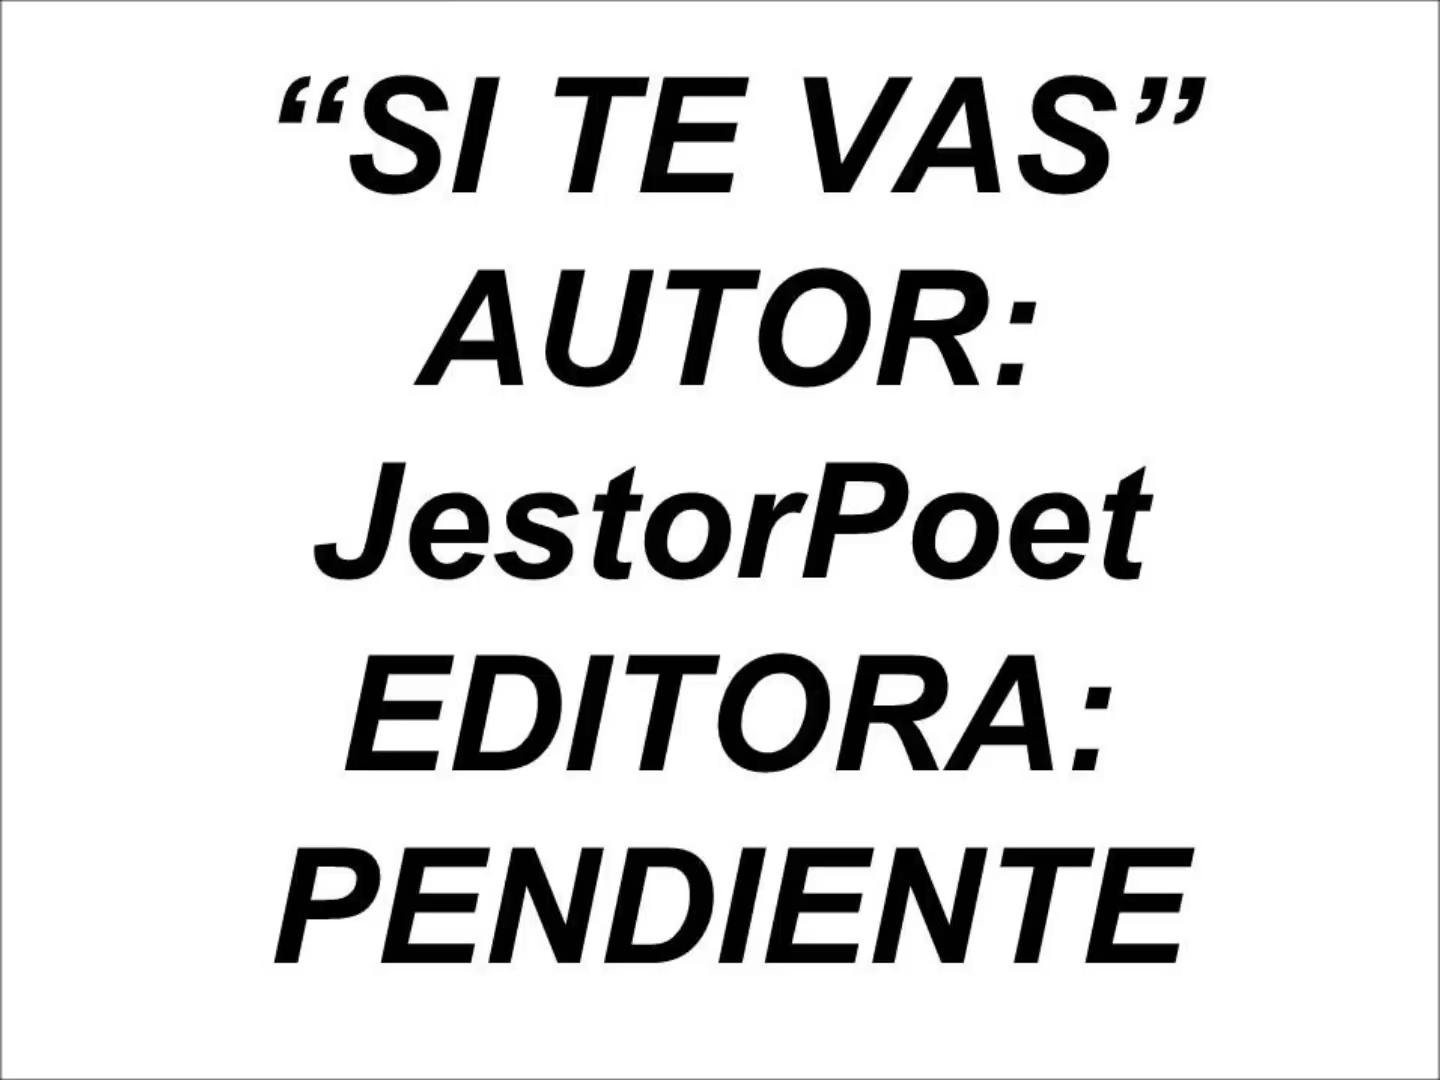 “SI TE VAS”
AUTOR:
JestorPoet
EDITORA:
PENDIENTE